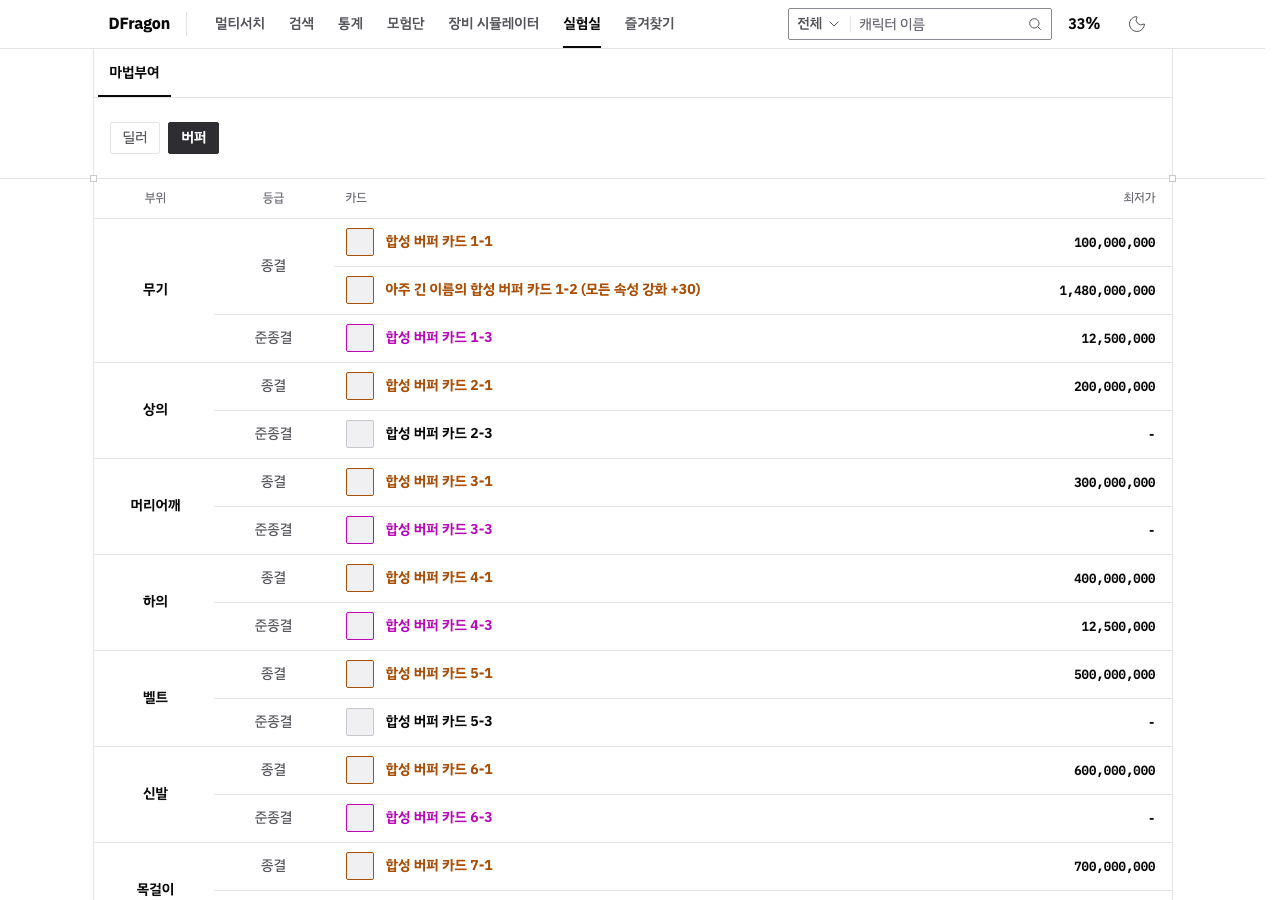 DFragon 멀티서치 검색 통계 모험단 장비 시뮬레이터 실험실 즐겨찾기 전체 캐릭터 이름 33%
마법부여
딜러 버퍼
부위 등급 카드 최저가
무기 종결 합성 버퍼 카드 1-1 100,000,000
아주 긴 이름의 합성 버퍼 카드 1-2 (모든 속성 강화 +30) 1,480,000,000
준종결 합성 버퍼 카드 1-3 12,500,000
상의 종결 합성 버퍼 카드 2-1 200,000,000
준종결 합성 버퍼 카드 2-3 -
머리어깨 종결 합성 버퍼 카드 3-1 300,000,000
준종결 합성 버퍼 카드 3-3 -
하의 종결 합성 버퍼 카드 4-1 400,000,000
준종결 합성 버퍼 카드 4-3 12,500,000
벨트 종결 합성 버퍼 카드 5-1 500,000,000
준종결 합성 버퍼 카드 5-3 -
신발 종결 합성 버퍼 카드 6-1 600,000,000
준종결 합성 버퍼 카드 6-3 -
목걸이 종결 합성 버퍼 카드 7-1 700,000,000